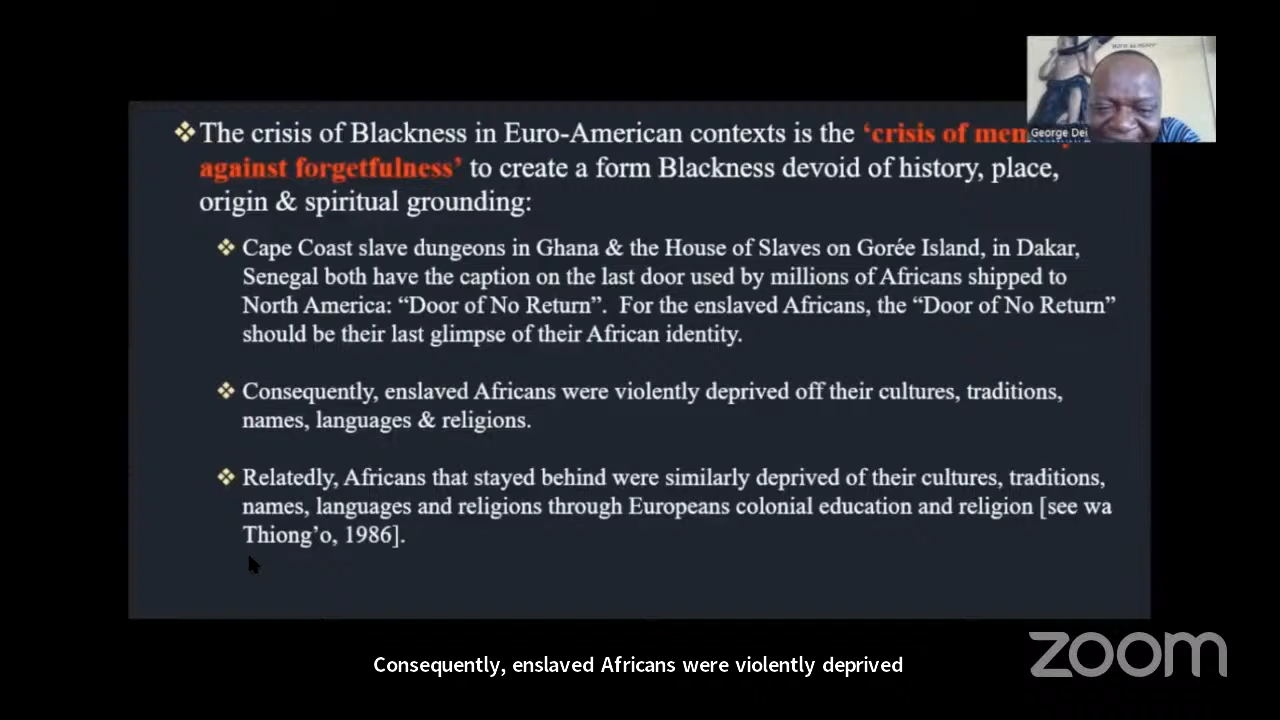 The crisis of Blackness in Euro-American contexts is the ‘crisis of
against forgetfulness’ to create a form Blackness devoid of history, place,
origin & spiritual grounding:
Cape Coast slave dungeons in Ghana & the House of Slaves on Gorée Island, in Dakar,
Senegal both have the caption on the last door used by millions of Africans shipped to
North America: “Door of No Return”. For the enslaved Africans, the “Door of No Return”
should be their last glimpse of their African identity.
Consequently, enslaved Africans were violently deprived off their cultures, traditions,
names, languages & religions.
Relatedly, Africans that stayed behind were similarly deprived of their cultures, traditions,
names, languages and religions through Europeans colonial education and religion [see wa
Thiong’o, 1986].
George Dei
Consequently, enslaved Africans were violently deprived
zoom